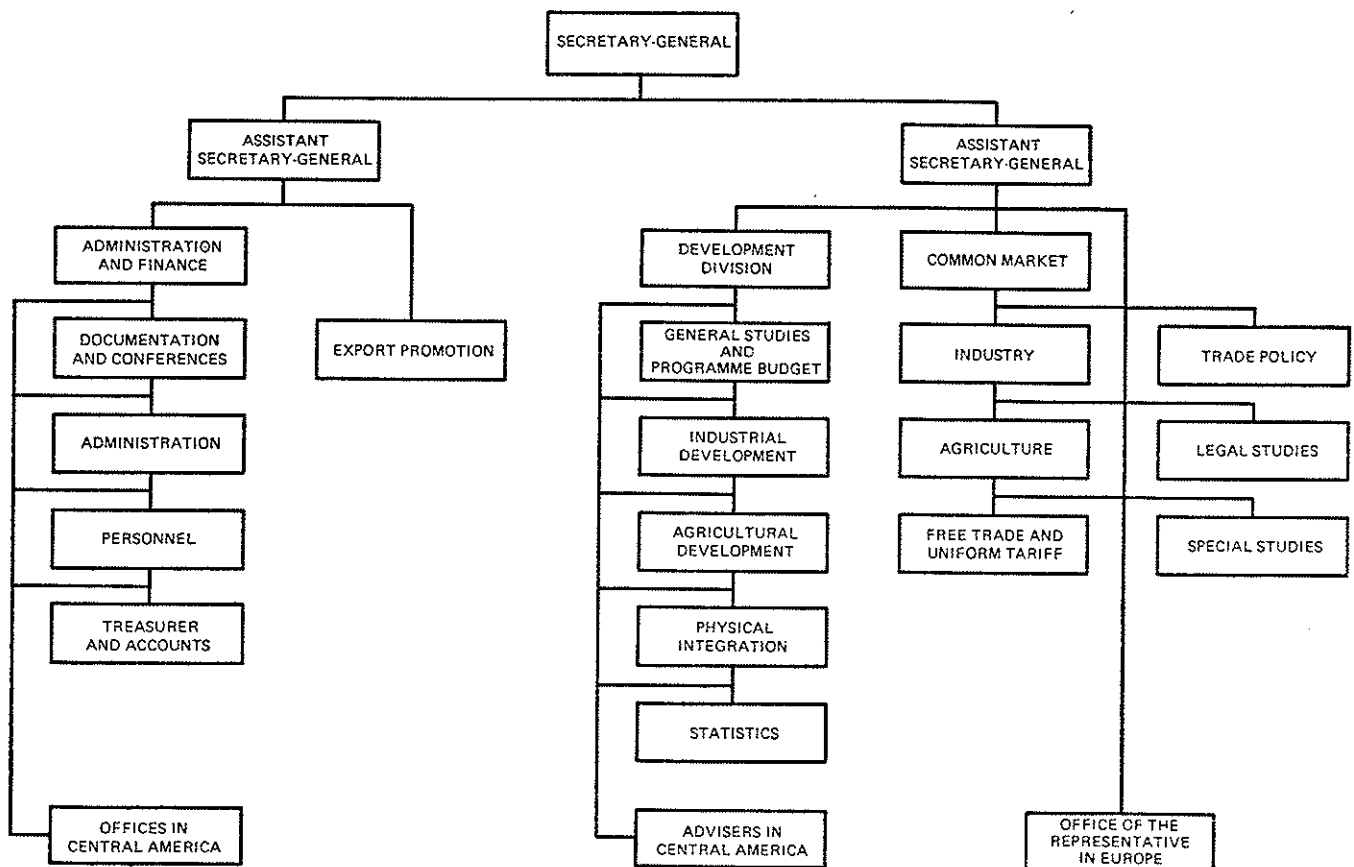 SECRETARY-GENERAL
ASSISTANT
SECRETARY-GENERAL
ASSISTANT
SECRETARY-GENERAL
ADMINISTRATION
AND FINANCE
DEVELOPMENT
DIVISION
COMMON MARKET
DOCUMENTATION
AND CONFERENCES
EXPORT PROMOTION
GENERAL STUDIES
AND
PROGRAMME BUDGET
INDUSTRY
TRADE POLICY
ADMINISTRATION
INDUSTRIAL
DEVELOPMENT
AGRICULTURE
LEGAL STUDIES
PERSONNEL
AGRICULTURAL
DEVELOPMENT
FREE TRADE AND
UNIFORM TARIFF
SPECIAL STUDIES
TREASURER
AND ACCOUNTS
PHYSICAL
INTEGRATION
STATISTICS
OFFICES IN
CENTRAL AMERICA
ADVISERS IN
CENTRAL AMERICA
OFFICE OF THE
REPRESENTATIVE
IN EUROPE